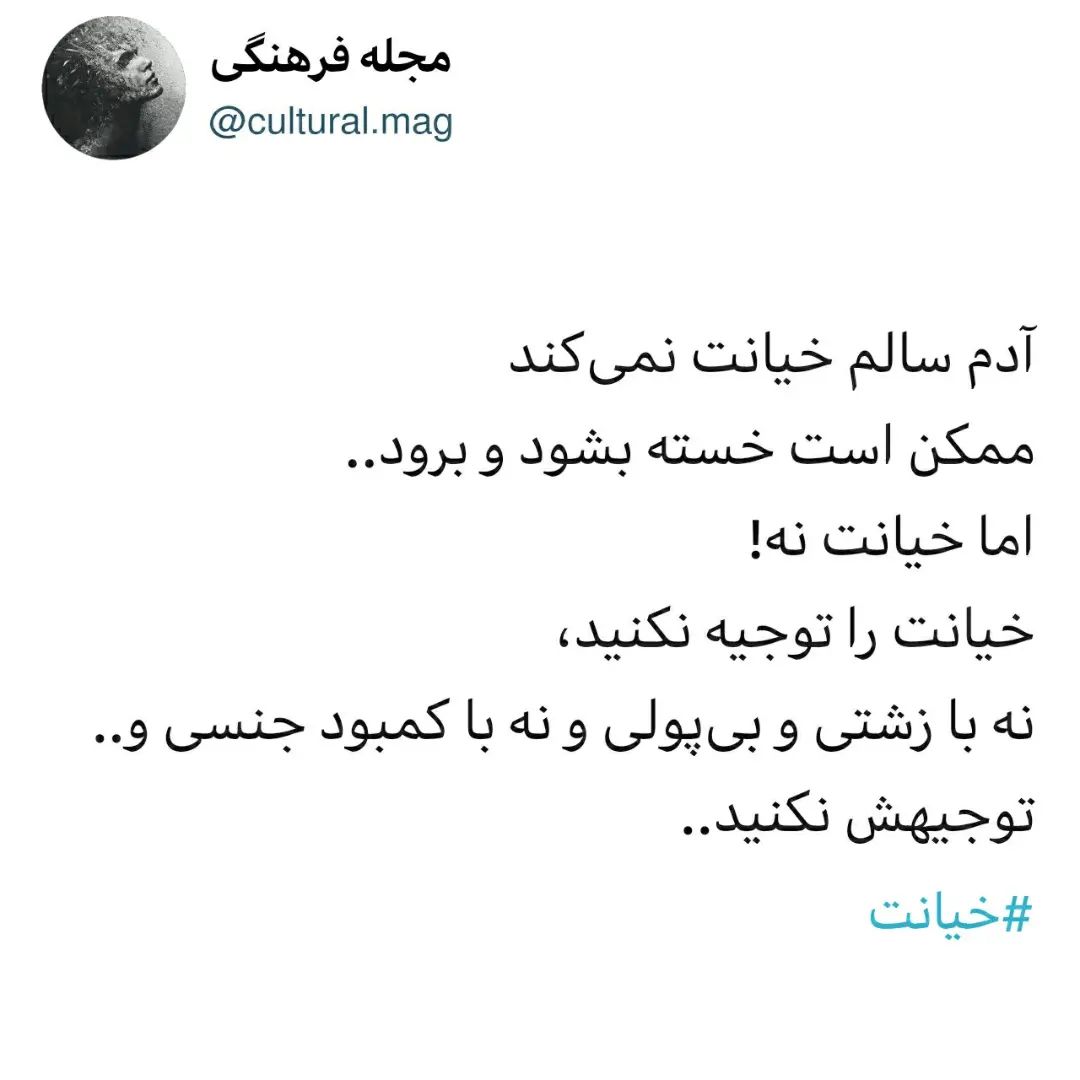 مجله فرهنگی
@cultural.mag
آدم سالم خیانت نمی‌کند
ممکن است خسته بشود و برود..
اما خیانت نه!
خیانت را توجیه نکنید،
نه با زشتی و بی‌پولی و نه با کمبود جنسی و..
توجیهش نکنید..
#خیانت